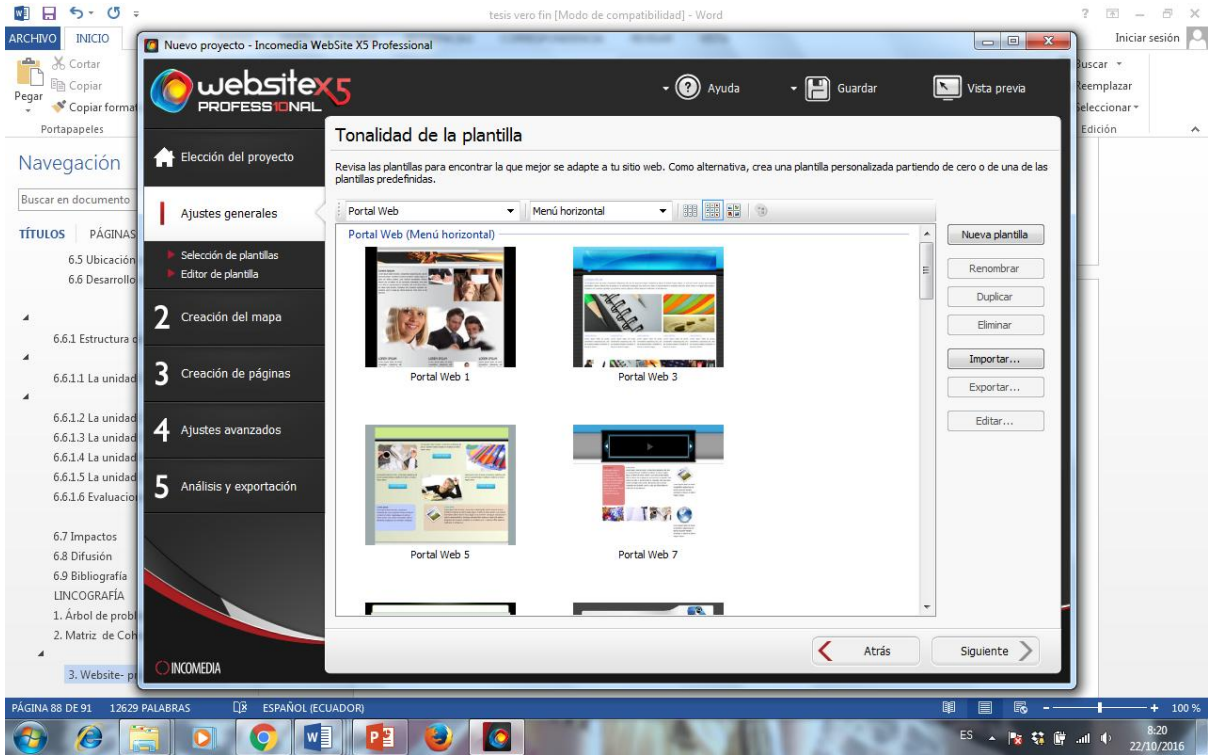 tesis vero fin [Modo de compatibilidad] - Word
ARCHIVO INICIO
Iniciar sesión
Cortar
Copiar
Pegar
Copiar format
Portapapeles
Buscar
Reemplazar
Seleccionar
Edición
Navegación
Buscar en documento
TÍTULOS PÁGINAS
6.5 Ubicación
6.6 Desarrollo
6.6.1 Estructura d
6.6.1.1 La unidad
6.6.1.2 La unidad
6.6.1.3 La unidad
6.6.1.4 La unidad
6.6.1.5 La unidad
6.6.1.6 Evaluacion
6.7 Impactos
6.8 Difusión
6.9 Bibliografía
LINCOGRAFÍA
1. Árbol de probl
2. Matriz de Coh
3. Website- pr
Nuevo proyecto - Incomedia WebSite X5 Professional
websitex5
PROFESS10NAL
Ayuda
Guardar
Vista previa
Elección del proyecto
Ajustes generales
Selección de plantillas
Editor de plantilla
2 Creación del mapa
3 Creación de páginas
4 Ajustes avanzados
5 Análisis y exportación
INCOMEDIA
Tonalidad de la plantilla
Revisa las plantillas para encontrar la que mejor se adapte a tu sitio web. Como alternativa, crea una plantilla personalizada partiendo de cero o de una de las
plantillas predefinidas.
Portal Web
Menú horizontal
Portal Web (Menú horizontal)
Portal Web 1
Portal Web 3
Portal Web 5
Portal Web 7
Nueva plantilla
Renombrar
Duplicar
Eliminar
Importar...
Exportar...
Editar...
Atrás
Siguiente
PÁGINA 88 DE 91 12629 PALABRAS ESPAÑOL (ECUADOR)
100 %
ES
8:20
22/10/2016